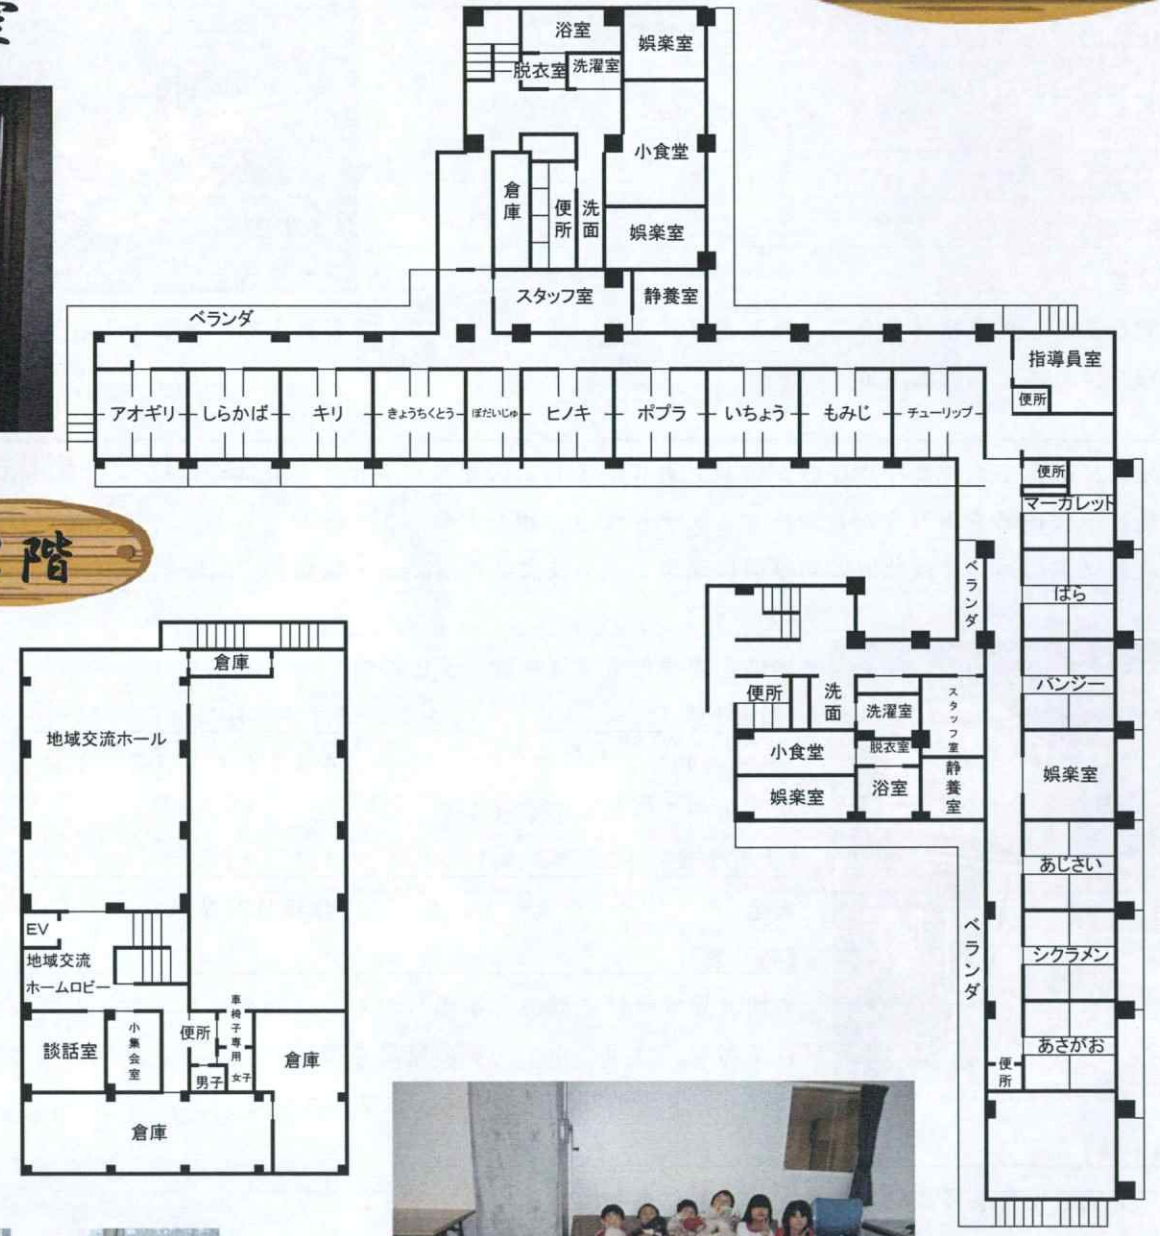 室
浴室
娯楽室
脱衣室
洗濯室
小食堂
倉庫
便所
洗面
娯楽室
スタッフ室
静養室
ベランダ
指導員室
便所
アオギリ
しらかば
キリ
きょうちくとう
ぼだいじゅ
ヒノキ
ポプラ
いちょう
もみじ
チューリップ
便所
マーガレット
ばら
パンジー
娯楽室
あじさい
シクラメン
あさがお
便所
ベランダ
ベランダ
便所
洗面
洗濯室
スタッフ室
小食堂
脱衣室
静養室
娯楽室
浴室
階
倉庫
地域交流ホール
EV
地域交流
ホームロビー
談話室
小集会室
便所
車椅子専用
男子
女子
倉庫
倉庫